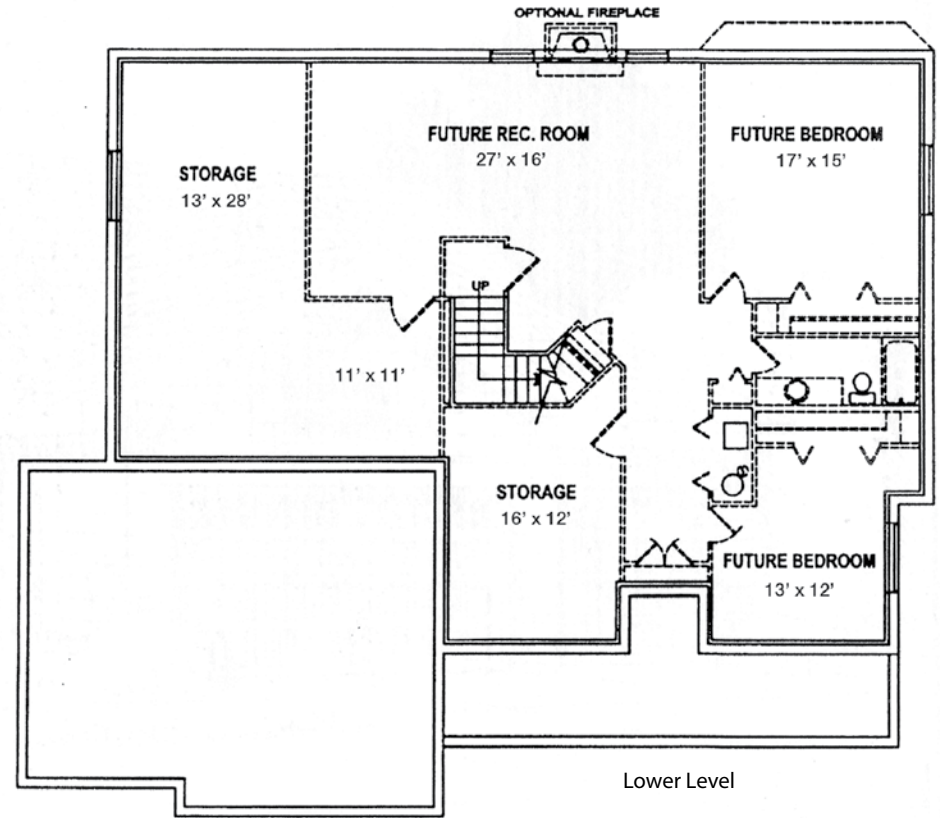 OPTIONAL FIREPLACE
FUTURE REC. ROOM
27' x 16'
FUTURE BEDROOM
17' x 15'
STORAGE
13' x 28'
UP
11' x 11'
STORAGE
16' x 12'
FUTURE BEDROOM
13' x 12'
Lower Level